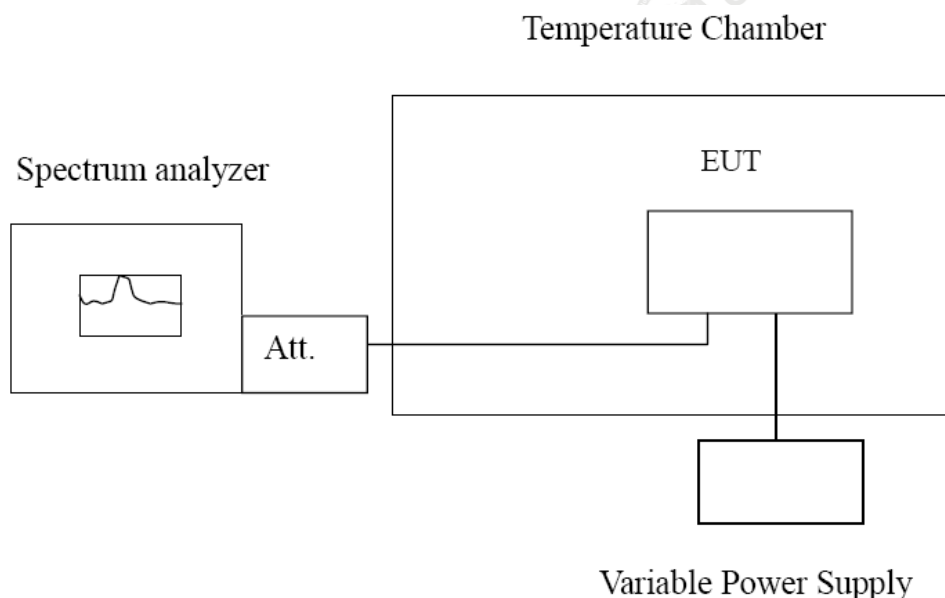 Temperature Chamber
Spectrum analyzer
EUT
Att.
Variable Power Supply